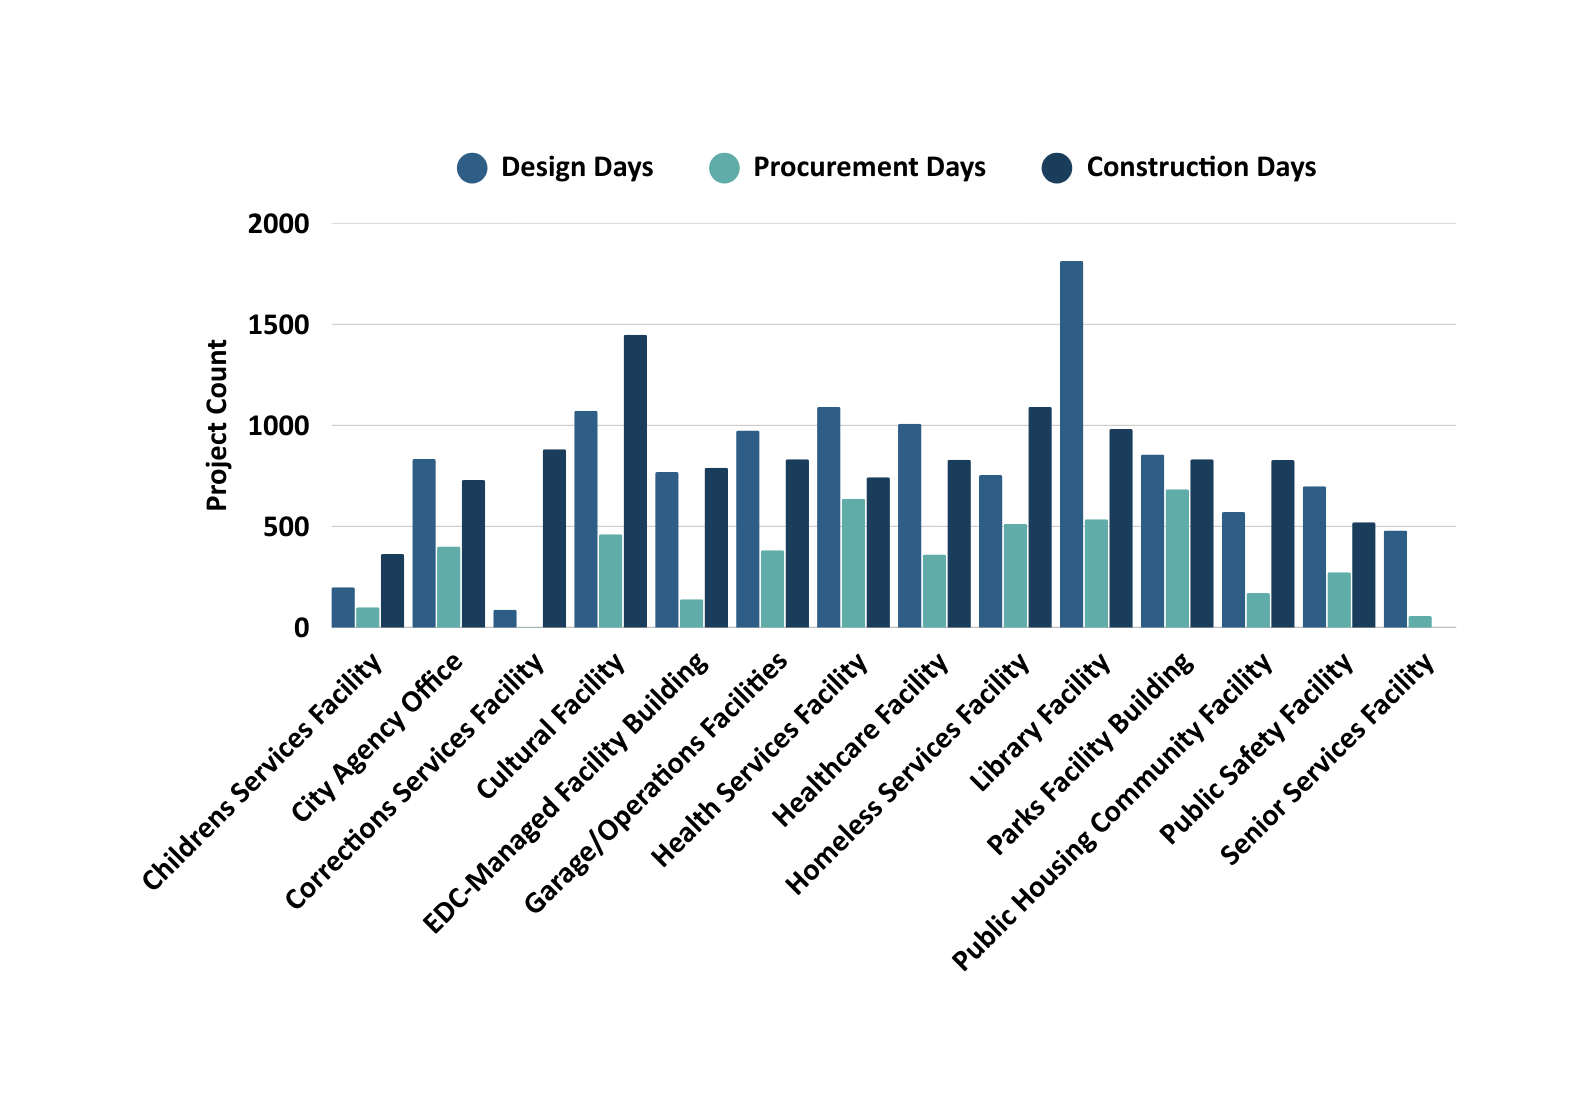 Design Days
Procurement Days
Construction Days
Project Count
2000
1500
1000
500
0
Childrens Services Facility
City Agency Office
Corrections Services Facility
Cultural Facility
EDC-Managed Facility Building
Garage/Operations Facilities
Health Services Facility
Healthcare Facility
Homeless Services Facility
Library Facility
Parks Facility Building
Public Housing Community Facility
Public Safety Facility
Senior Services Facility